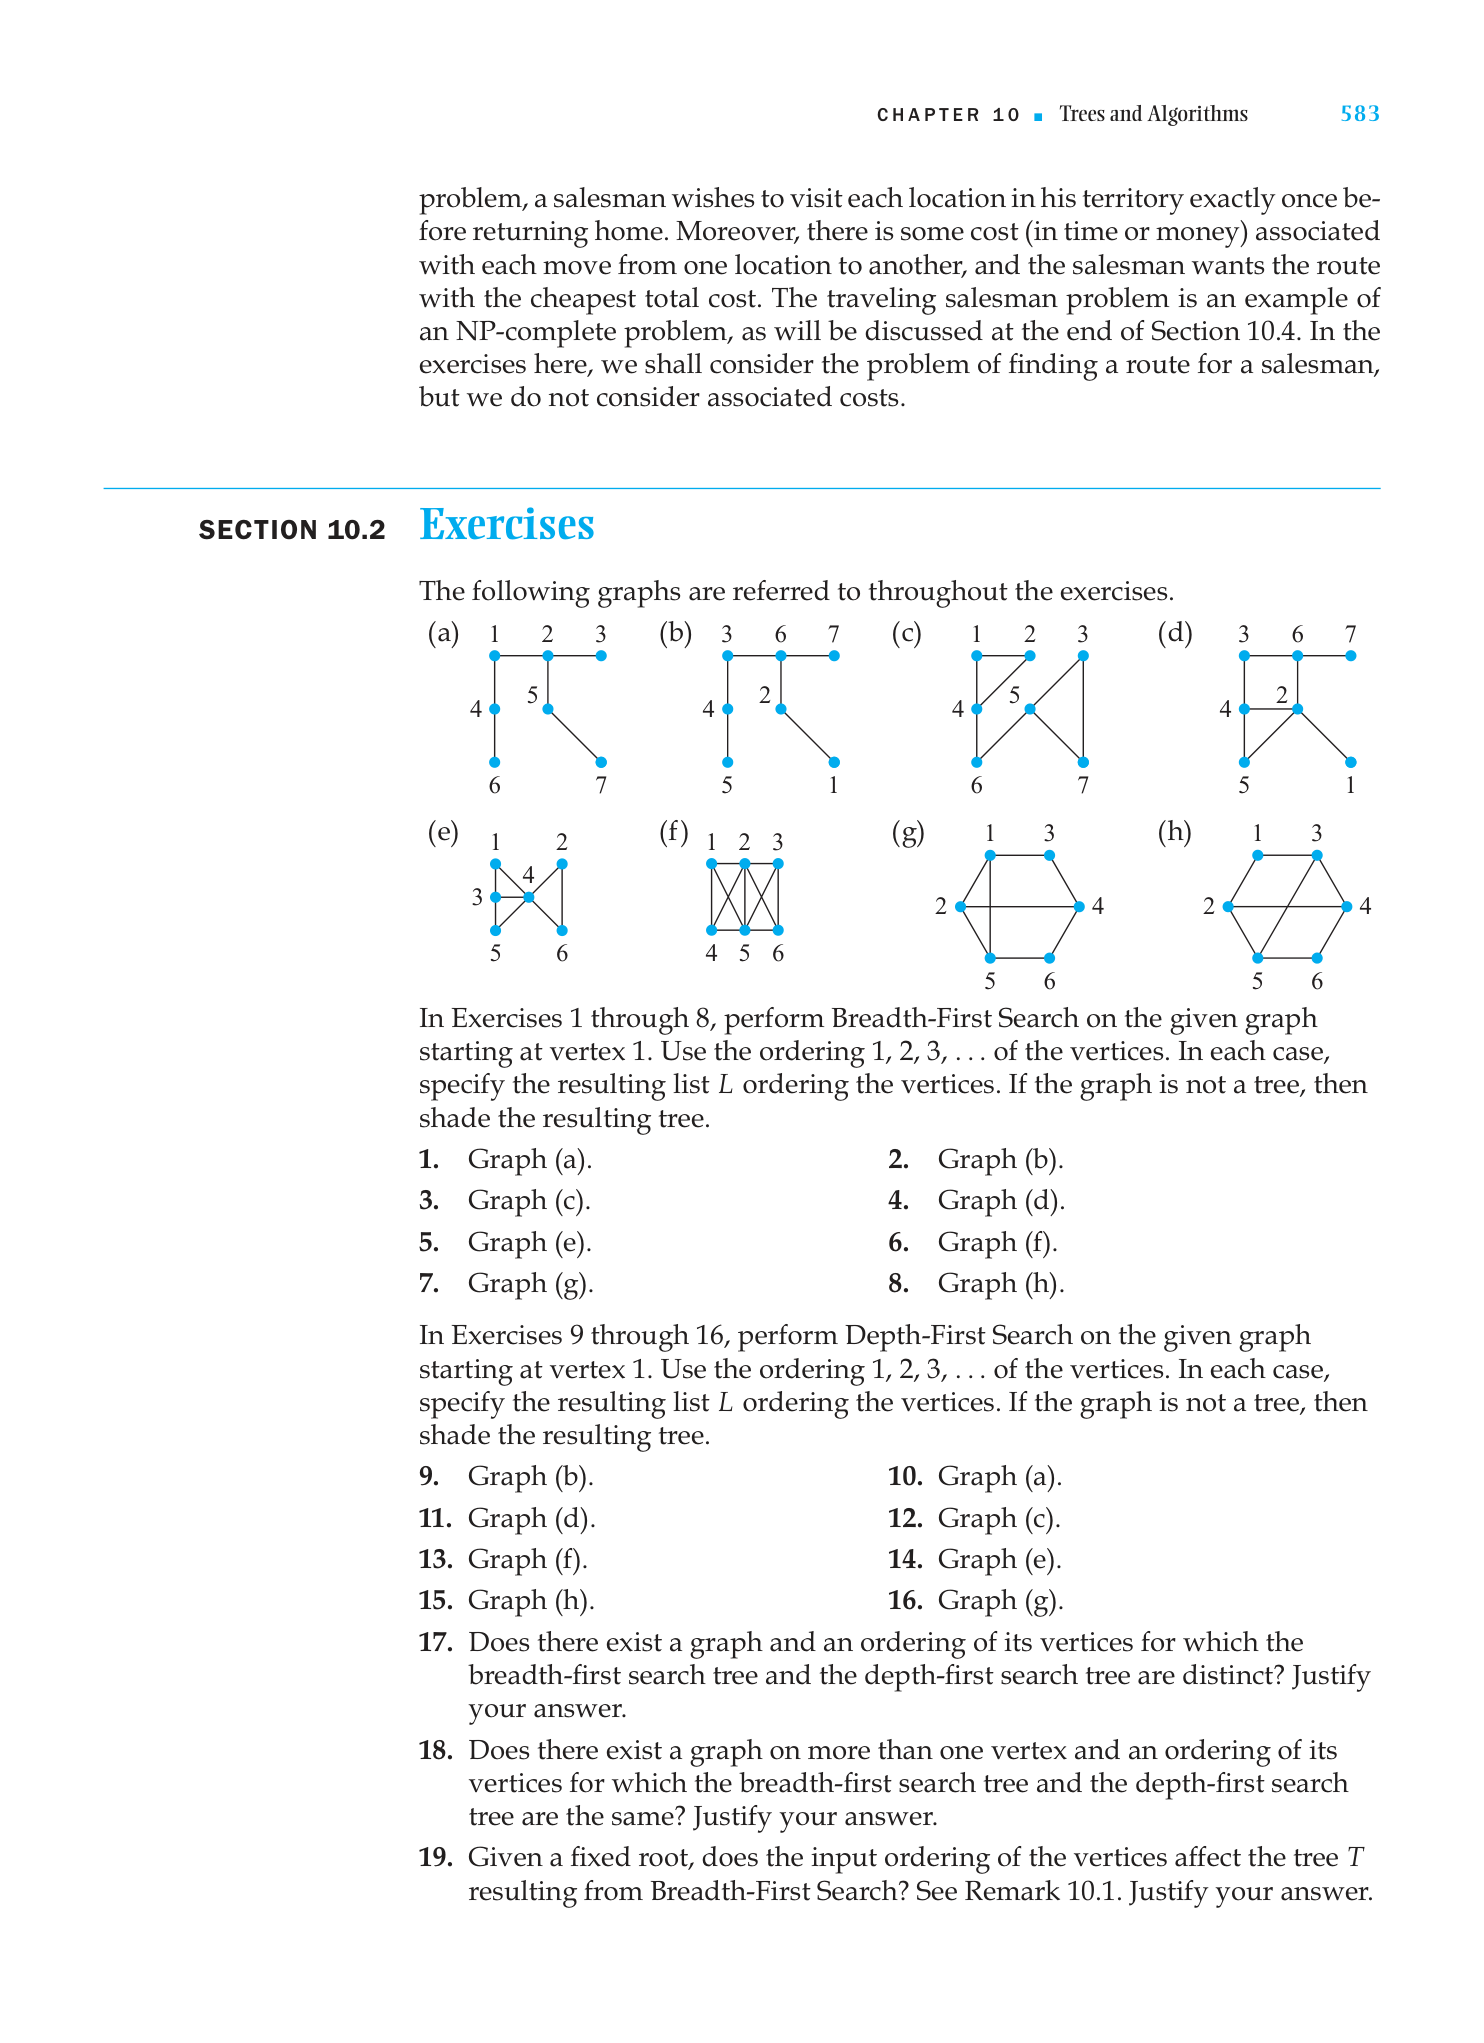 CHAPTER 10 ■ Trees and Algorithms 583
problem, a salesman wishes to visit each location in his territory exactly once be-
fore returning home. Moreover, there is some cost (in time or money) associated
with each move from one location to another, and the salesman wants the route
with the cheapest total cost. The traveling salesman problem is an example of
an NP-complete problem, as will be discussed at the end of Section 10.4. In the
exercises here, we shall consider the problem of finding a route for a salesman,
but we do not consider associated costs.
SECTION 10.2 Exercises
The following graphs are referred to throughout the exercises.
(a) 1 2 3 (b) 3 6 7 (c) 1 2 3 (d) 3 6 7
4 5 4 2 4 5 4 2
6 7 5 1 6 7 5 1
(e) 1 2 (f) 1 2 3 (g) 1 3 (h) 1 3
3 4 2 4 2 4
5 6 4 5 6 5 6 5 6
In Exercises 1 through 8, perform Breadth-First Search on the given graph
starting at vertex 1. Use the ordering 1, 2, 3, . . . of the vertices. In each case,
specify the resulting list L ordering the vertices. If the graph is not a tree, then
shade the resulting tree.
1. Graph (a). 2. Graph (b).
3. Graph (c). 4. Graph (d).
5. Graph (e). 6. Graph (f).
7. Graph (g). 8. Graph (h).
In Exercises 9 through 16, perform Depth-First Search on the given graph
starting at vertex 1. Use the ordering 1, 2, 3, . . . of the vertices. In each case,
specify the resulting list L ordering the vertices. If the graph is not a tree, then
shade the resulting tree.
9. Graph (b). 10. Graph (a).
11. Graph (d). 12. Graph (c).
13. Graph (f). 14. Graph (e).
15. Graph (h). 16. Graph (g).
17. Does there exist a graph and an ordering of its vertices for which the
breadth-first search tree and the depth-first search tree are distinct? Justify
your answer.
18. Does there exist a graph on more than one vertex and an ordering of its
vertices for which the breadth-first search tree and the depth-first search
tree are the same? Justify your answer.
19. Given a fixed root, does the input ordering of the vertices affect the tree T
resulting from Breadth-First Search? See Remark 10.1. Justify your answer.